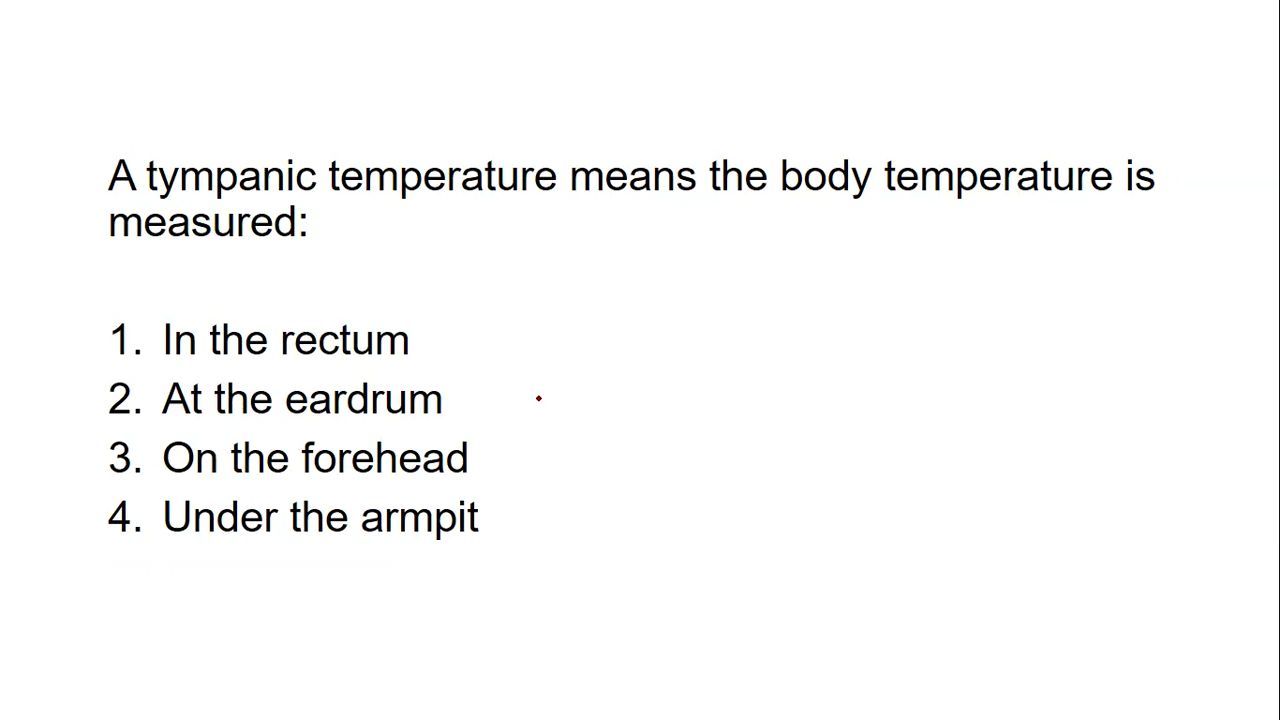 A tympanic temperature means the body temperature is
measured:
1. In the rectum
2. At the eardrum
3. On the forehead
4. Under the armpit